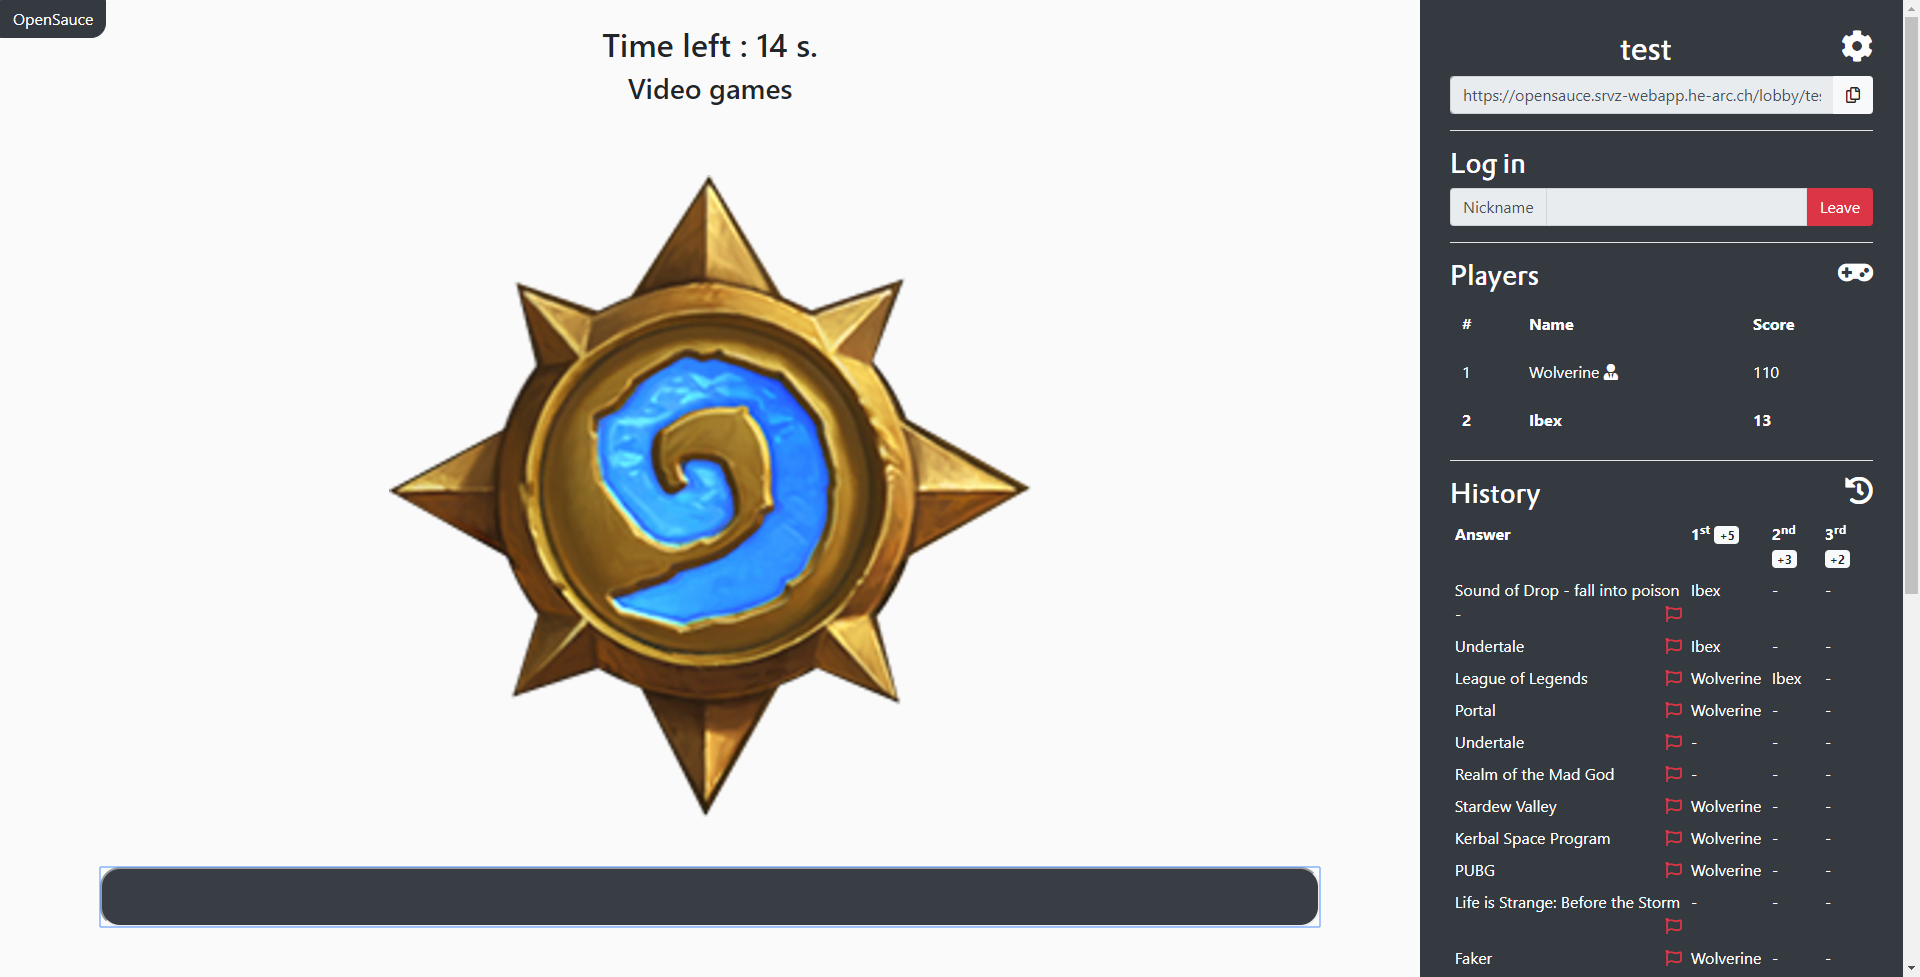 OpenSauce
Time left : 14 s.
Video games
test
https://opensauce.srvz-webapp.he-arc.ch/lobby/tes
Log in
Nickname Leave
Players
# Name Score
1 Wolverine 110
2 Ibex 13
History
Answer 1st +5 2nd +3 3rd +2
Sound of Drop - fall into poison - Ibex - -
Undertale Ibex - -
League of Legends Wolverine Ibex -
Portal Wolverine - -
Undertale - - -
Realm of the Mad God - - -
Stardew Valley Wolverine - -
Kerbal Space Program Wolverine - -
PUBG Wolverine - -
Life is Strange: Before the Storm - - -
Faker Wolverine - -